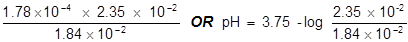 1.78 ×10⁻⁴ × 2.35 × 10⁻² OR pH = 3.75 -log 2.35 ×10⁻²
1.84 ×10⁻² 1.84 ×10⁻²